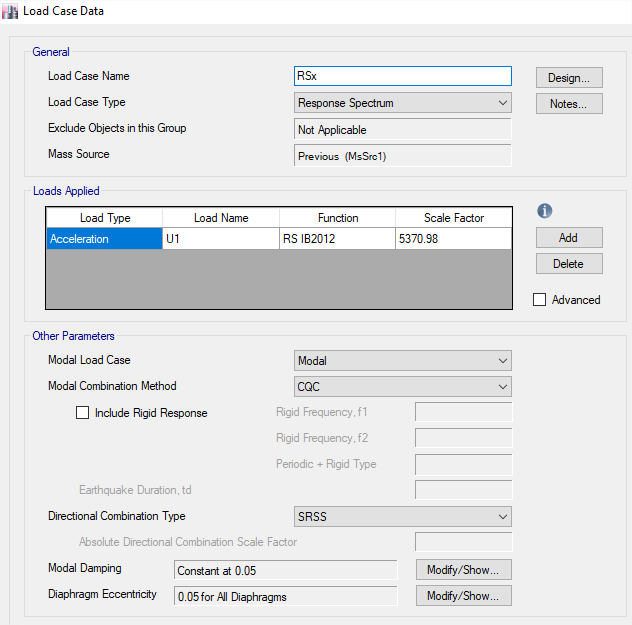 Load Case Data
General
Load Case Name RSx Design...
Load Case Type Response Spectrum Notes...
Exclude Objects in this Group Not Applicable
Mass Source Previous (MsSrc1)
Loads Applied
Load Type Load Name Function Scale Factor
Acceleration U1 RS IB2012 5370.98
i
Add
Delete
Advanced
Other Parameters
Modal Load Case Modal
Modal Combination Method CQC
Include Rigid Response Rigid Frequency, f1
Rigid Frequency, f2
Periodic + Rigid Type
Earthquake Duration, td
Directional Combination Type SRSS
Absolute Directional Combination Scale Factor
Modal Damping Constant at 0.05 Modify/Show...
Diaphragm Eccentricity 0.05 for All Diaphragms Modify/Show...